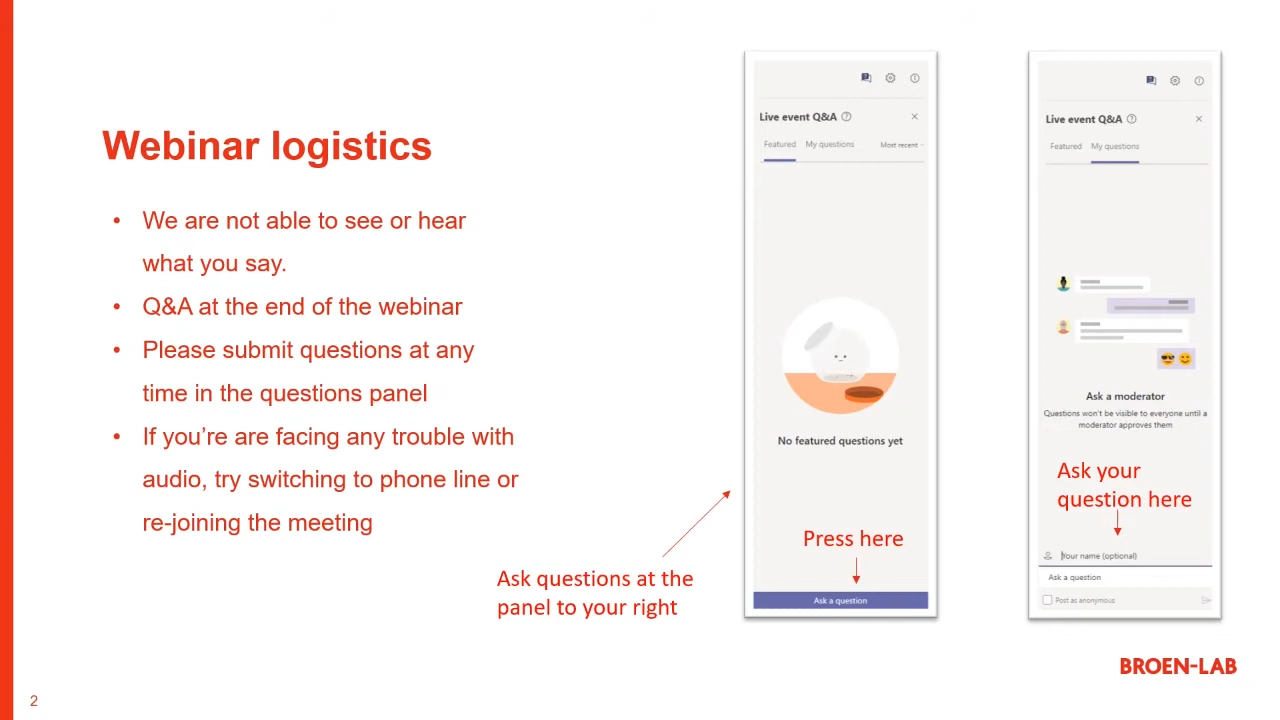 Webinar logistics
• We are not able to see or hear
what you say.
• Q&A at the end of the webinar
• Please submit questions at any
time in the questions panel
• If you’re are facing any trouble with
audio, try switching to phone line or
re-joining the meeting
Ask questions at the
panel to your right
Live event Q&A
Featured My questions Most recent
No featured questions yet
Press here
Ask a question
Live event Q&A
Featured My questions
Ask a moderator
Questions won't be visible to everyone until a
moderator approves them
Ask your
question here
Your name (optional)
Ask a question
Post as anonymous
BROEN-LAB
2